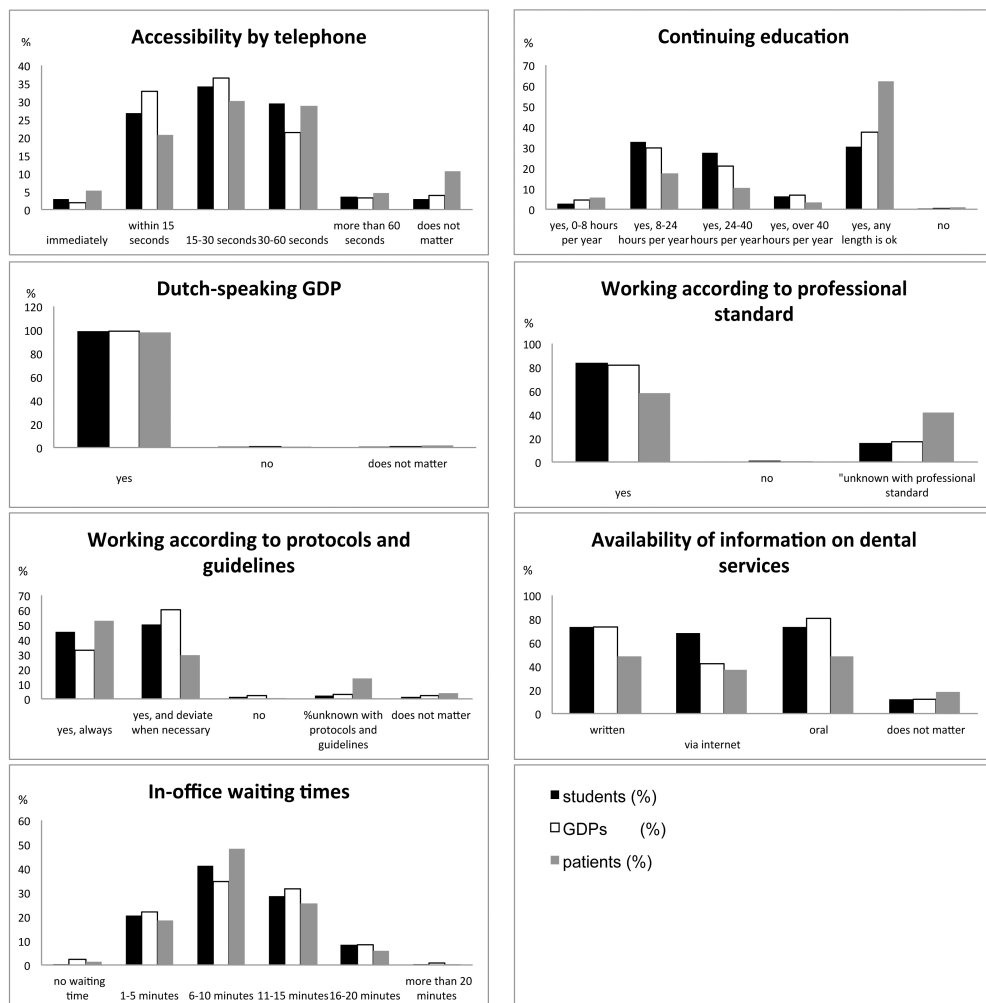 Accessibility by telephone
%
40
35
30
25
20
15
10
5
0
immediately
within 15
seconds
15-30 seconds
30-60 seconds
more than 60
seconds
does not
matter
Continuing education
%
70
60
50
40
30
20
10
0
yes, 0-8 hours
per year
yes, 8-24
hours per year
yes, 24-40
hours per year
yes, over 40
hours per year
yes, any
length is ok
no
Dutch-speaking GDP
%
120
100
80
60
40
20
0
yes
no
does not matter
Working according to professional
standard
%
100
80
60
40
20
0
yes
no
"unknown with professional
standard
Working according to protocols and
guidelines
%
70
60
50
40
30
20
10
0
yes, always
yes, and deviate
when necessary
no
%unknown with
protocols and
guidelines
does not matter
Availability of information on dental
services
%
100
80
60
40
20
0
written
via internet
oral
does not matter
In-office waiting times
%
60
50
40
30
20
10
0
no waiting
time
1-5 minutes
6-10 minutes
11-15 minutes
16-20 minutes
more than 20
minutes
students (%)
GDPs (%)
patients (%)